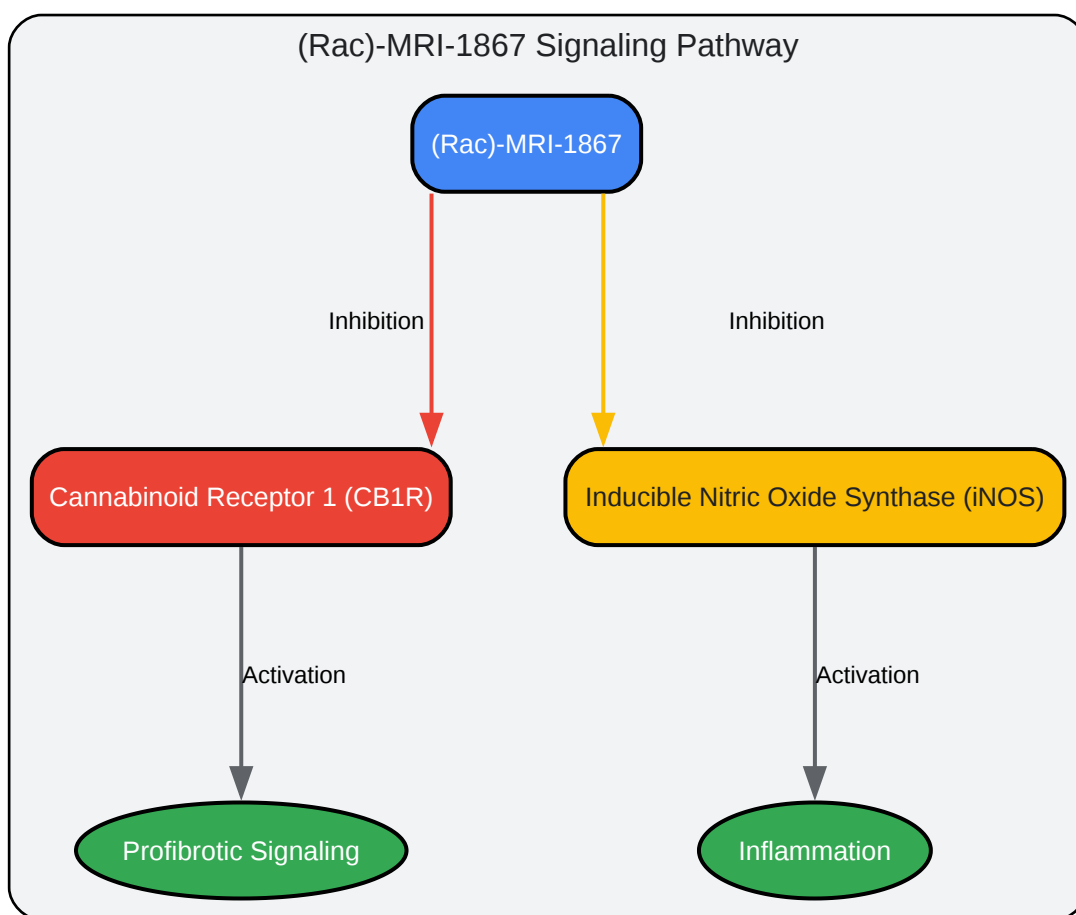 (Rac)-MRI-1867 Signaling Pathway
(Rac)-MRI-1867
Inhibition
Inhibition
Cannabinoid Receptor 1 (CB1R)
Inducible Nitric Oxide Synthase (iNOS)
Activation
Activation
Profibrotic Signaling
Inflammation